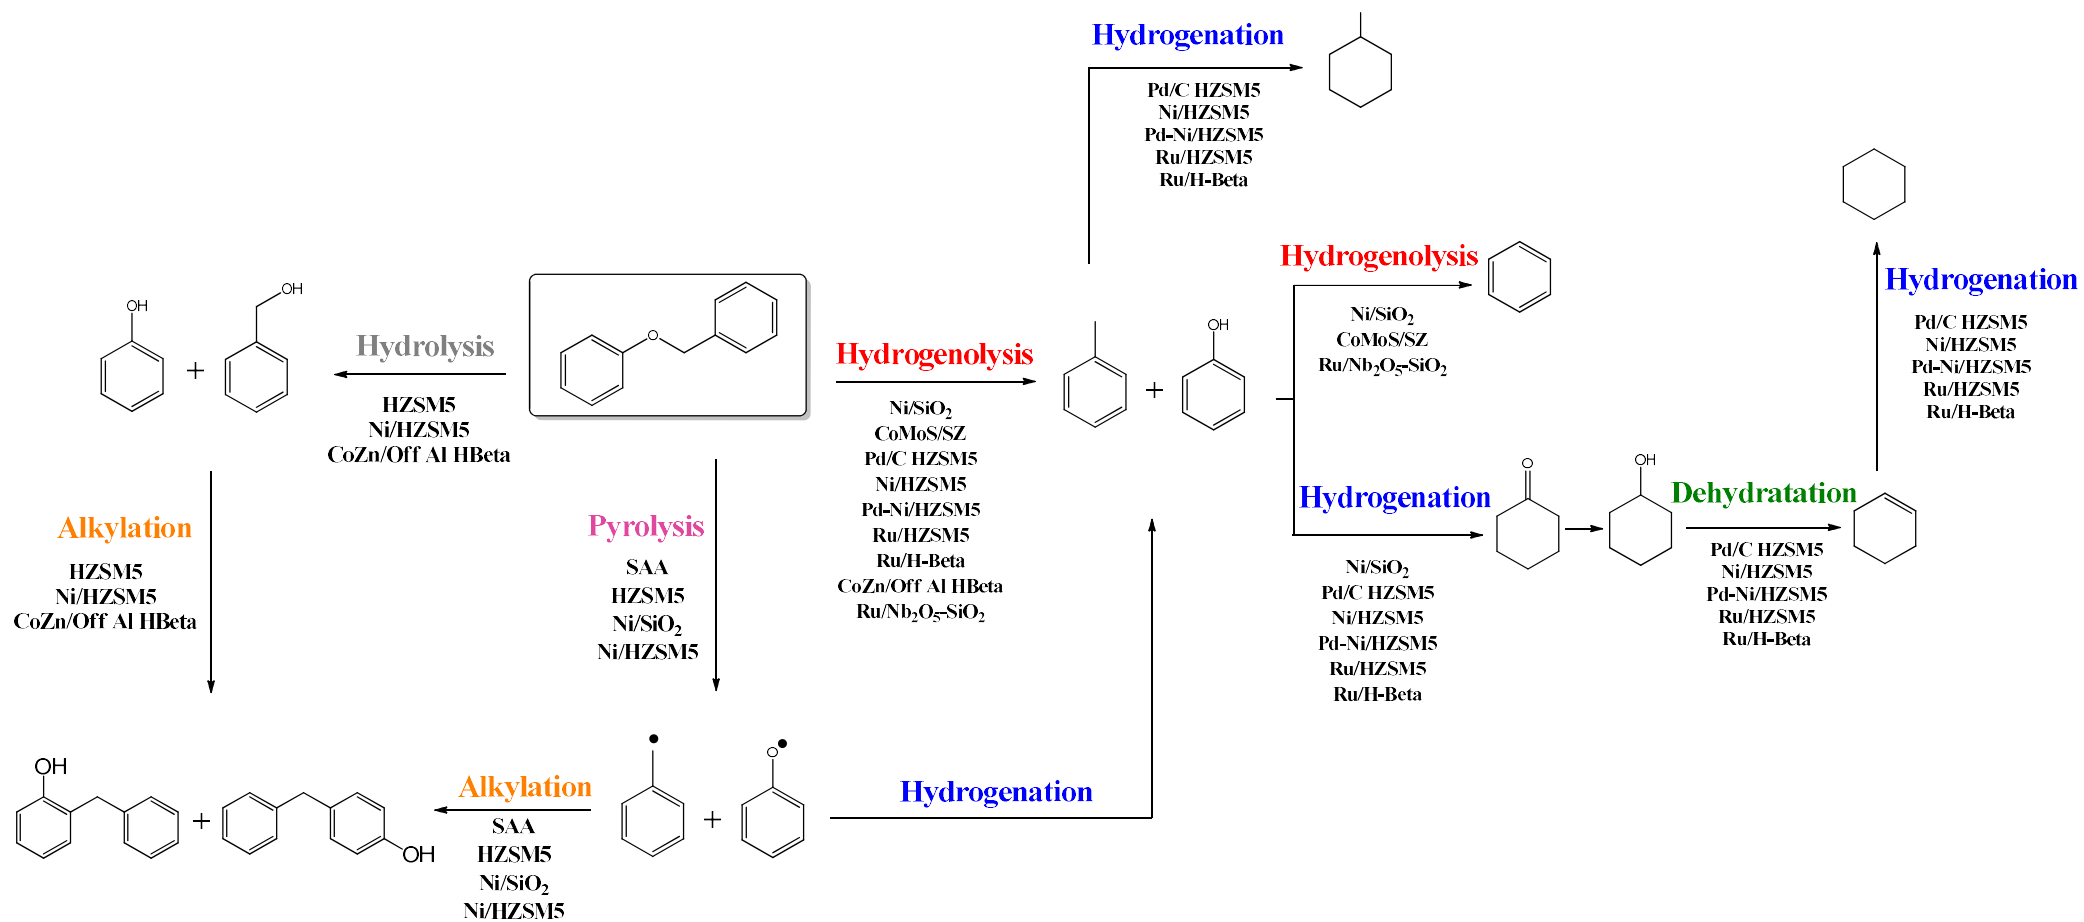 Hydrogenation
Pd/C HZSM5
Ni/HZSM5
Pd-Ni/HZSM5
Ru/HZSM5
Ru/H-Beta
OH
OH
Hydrolysis
HZSM5
Ni/HZSM5
CoZn/Off Al HBeta
O
Hydrogenolysis
Ni/SiO₂
CoMoS/SZ
Pd/C HZSM5
Ni/HZSM5
Pd-Ni/HZSM5
Ru/HZSM5
Ru/H-Beta
CoZn/Off Al HBeta
Ru/Nb₂O₅-SiO₂
+
+
OH
Hydrogenolysis
Ni/SiO₂
CoMoS/SZ
Ru/Nb₂O₅-SiO₂
Hydrogenation
Pd/C HZSM5
Ni/HZSM5
Pd-Ni/HZSM5
Ru/HZSM5
Ru/H-Beta
Hydrogenation
Ni/SiO₂
Pd/C HZSM5
Ni/HZSM5
Pd-Ni/HZSM5
Ru/HZSM5
Ru/H-Beta
O
OH
Dehydratation
Pd/C HZSM5
Ni/HZSM5
Pd-Ni/HZSM5
Ru/HZSM5
Ru/H-Beta
Alkylation
HZSM5
Ni/HZSM5
CoZn/Off Al HBeta
Pyrolysis
SAA
HZSM5
Ni/SiO₂
Ni/HZSM5
OH
+
OH
Alkylation
SAA
HZSM5
Ni/SiO₂
Ni/HZSM5
+
O
Hydrogenation